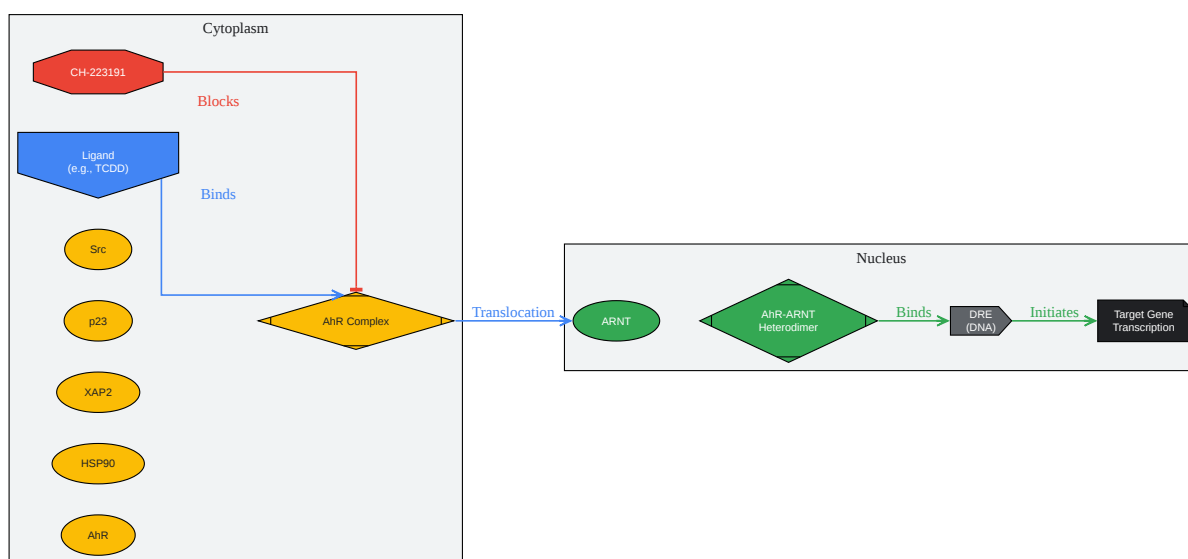 Cytoplasm
CH-223191
Blocks
Ligand
(e.g., TCDD)
Binds
Src
p23
XAP2
HSP90
AhR
AhR Complex
Translocation
Nucleus
ARNT
AhR-ARNT
Heterodimer
Binds
DRE
(DNA)
Initiates
Target Gene
Transcription